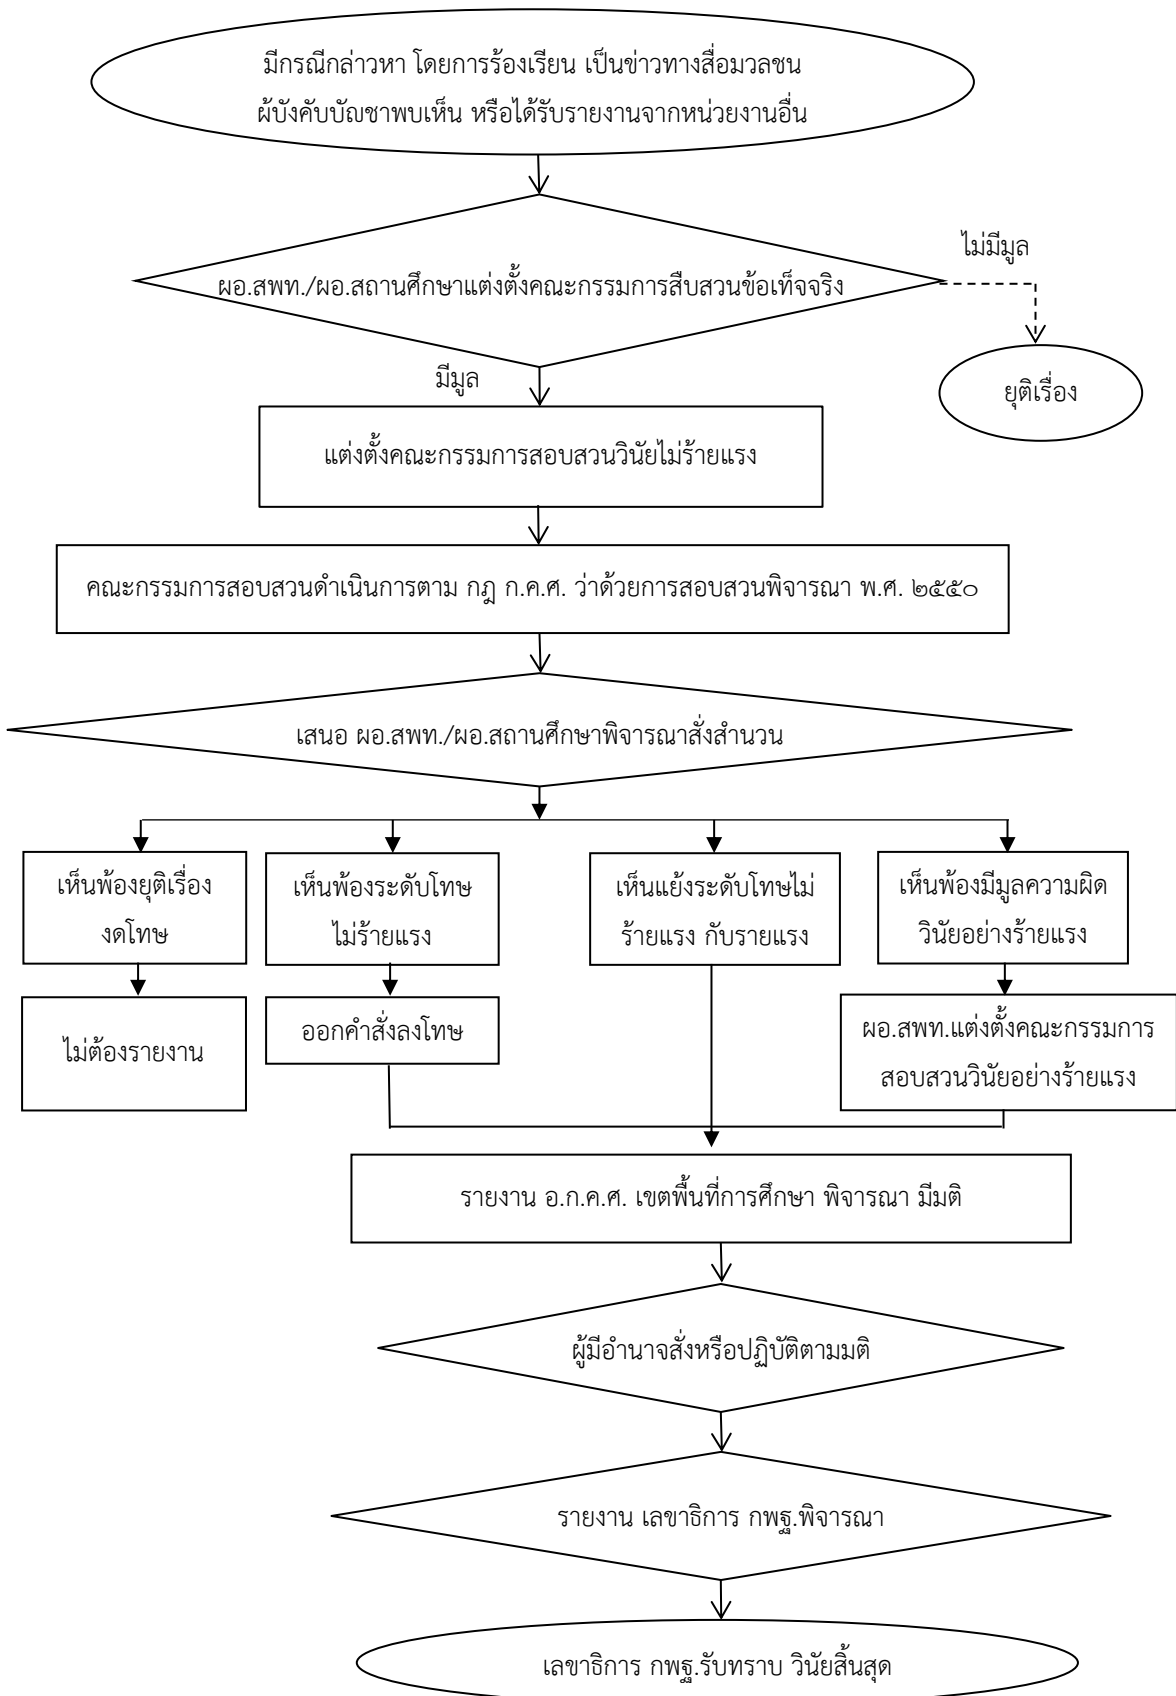 มีกรณีกล่าวหา โดยการร้องเรียน เป็นข่าวทางสื่อมวลชน
ผู้บังคับบัญชาพบเห็น หรือได้รับรายงานจากหน่วยงานอื่น
ไม่มีมูล
ผอ.สพท./ผอ.สถานศึกษาแต่งตั้งคณะกรรมการสืบสวนข้อเท็จจริง
มีมูล
ยุติเรื่อง
แต่งตั้งคณะกรรมการสอบสวนวินัยไม่ร้ายแรง
คณะกรรมการสอบสวนดำเนินการตาม กฎ ก.ค.ศ. ว่าด้วยการสอบสวนพิจารณา พ.ศ. ๒๕๕๐
เสนอ ผอ.สพท./ผอ.สถานศึกษาพิจารณาสั่งสำนวน
เห็นพ้องยุติเรื่อง
งดโทษ
เห็นพ้องระดับโทษ
ไม่ร้ายแรง
เห็นแย้งระดับโทษไม่
ร้ายแรง กับรายแรง
เห็นพ้องมีมูลความผิด
วินัยอย่างร้ายแรง
ไม่ต้องรายงาน
ออกคำสั่งลงโทษ
ผอ.สพท.แต่งตั้งคณะกรรมการ
สอบสวนวินัยอย่างร้ายแรง
รายงาน อ.ก.ค.ศ. เขตพื้นที่การศึกษา พิจารณา มีมติ
ผู้มีอำนาจสั่งหรือปฏิบัติตามมติ
รายงาน เลขาธิการ กพฐ.พิจารณา
เลขาธิการ กพฐ.รับทราบ วินัยสิ้นสุด